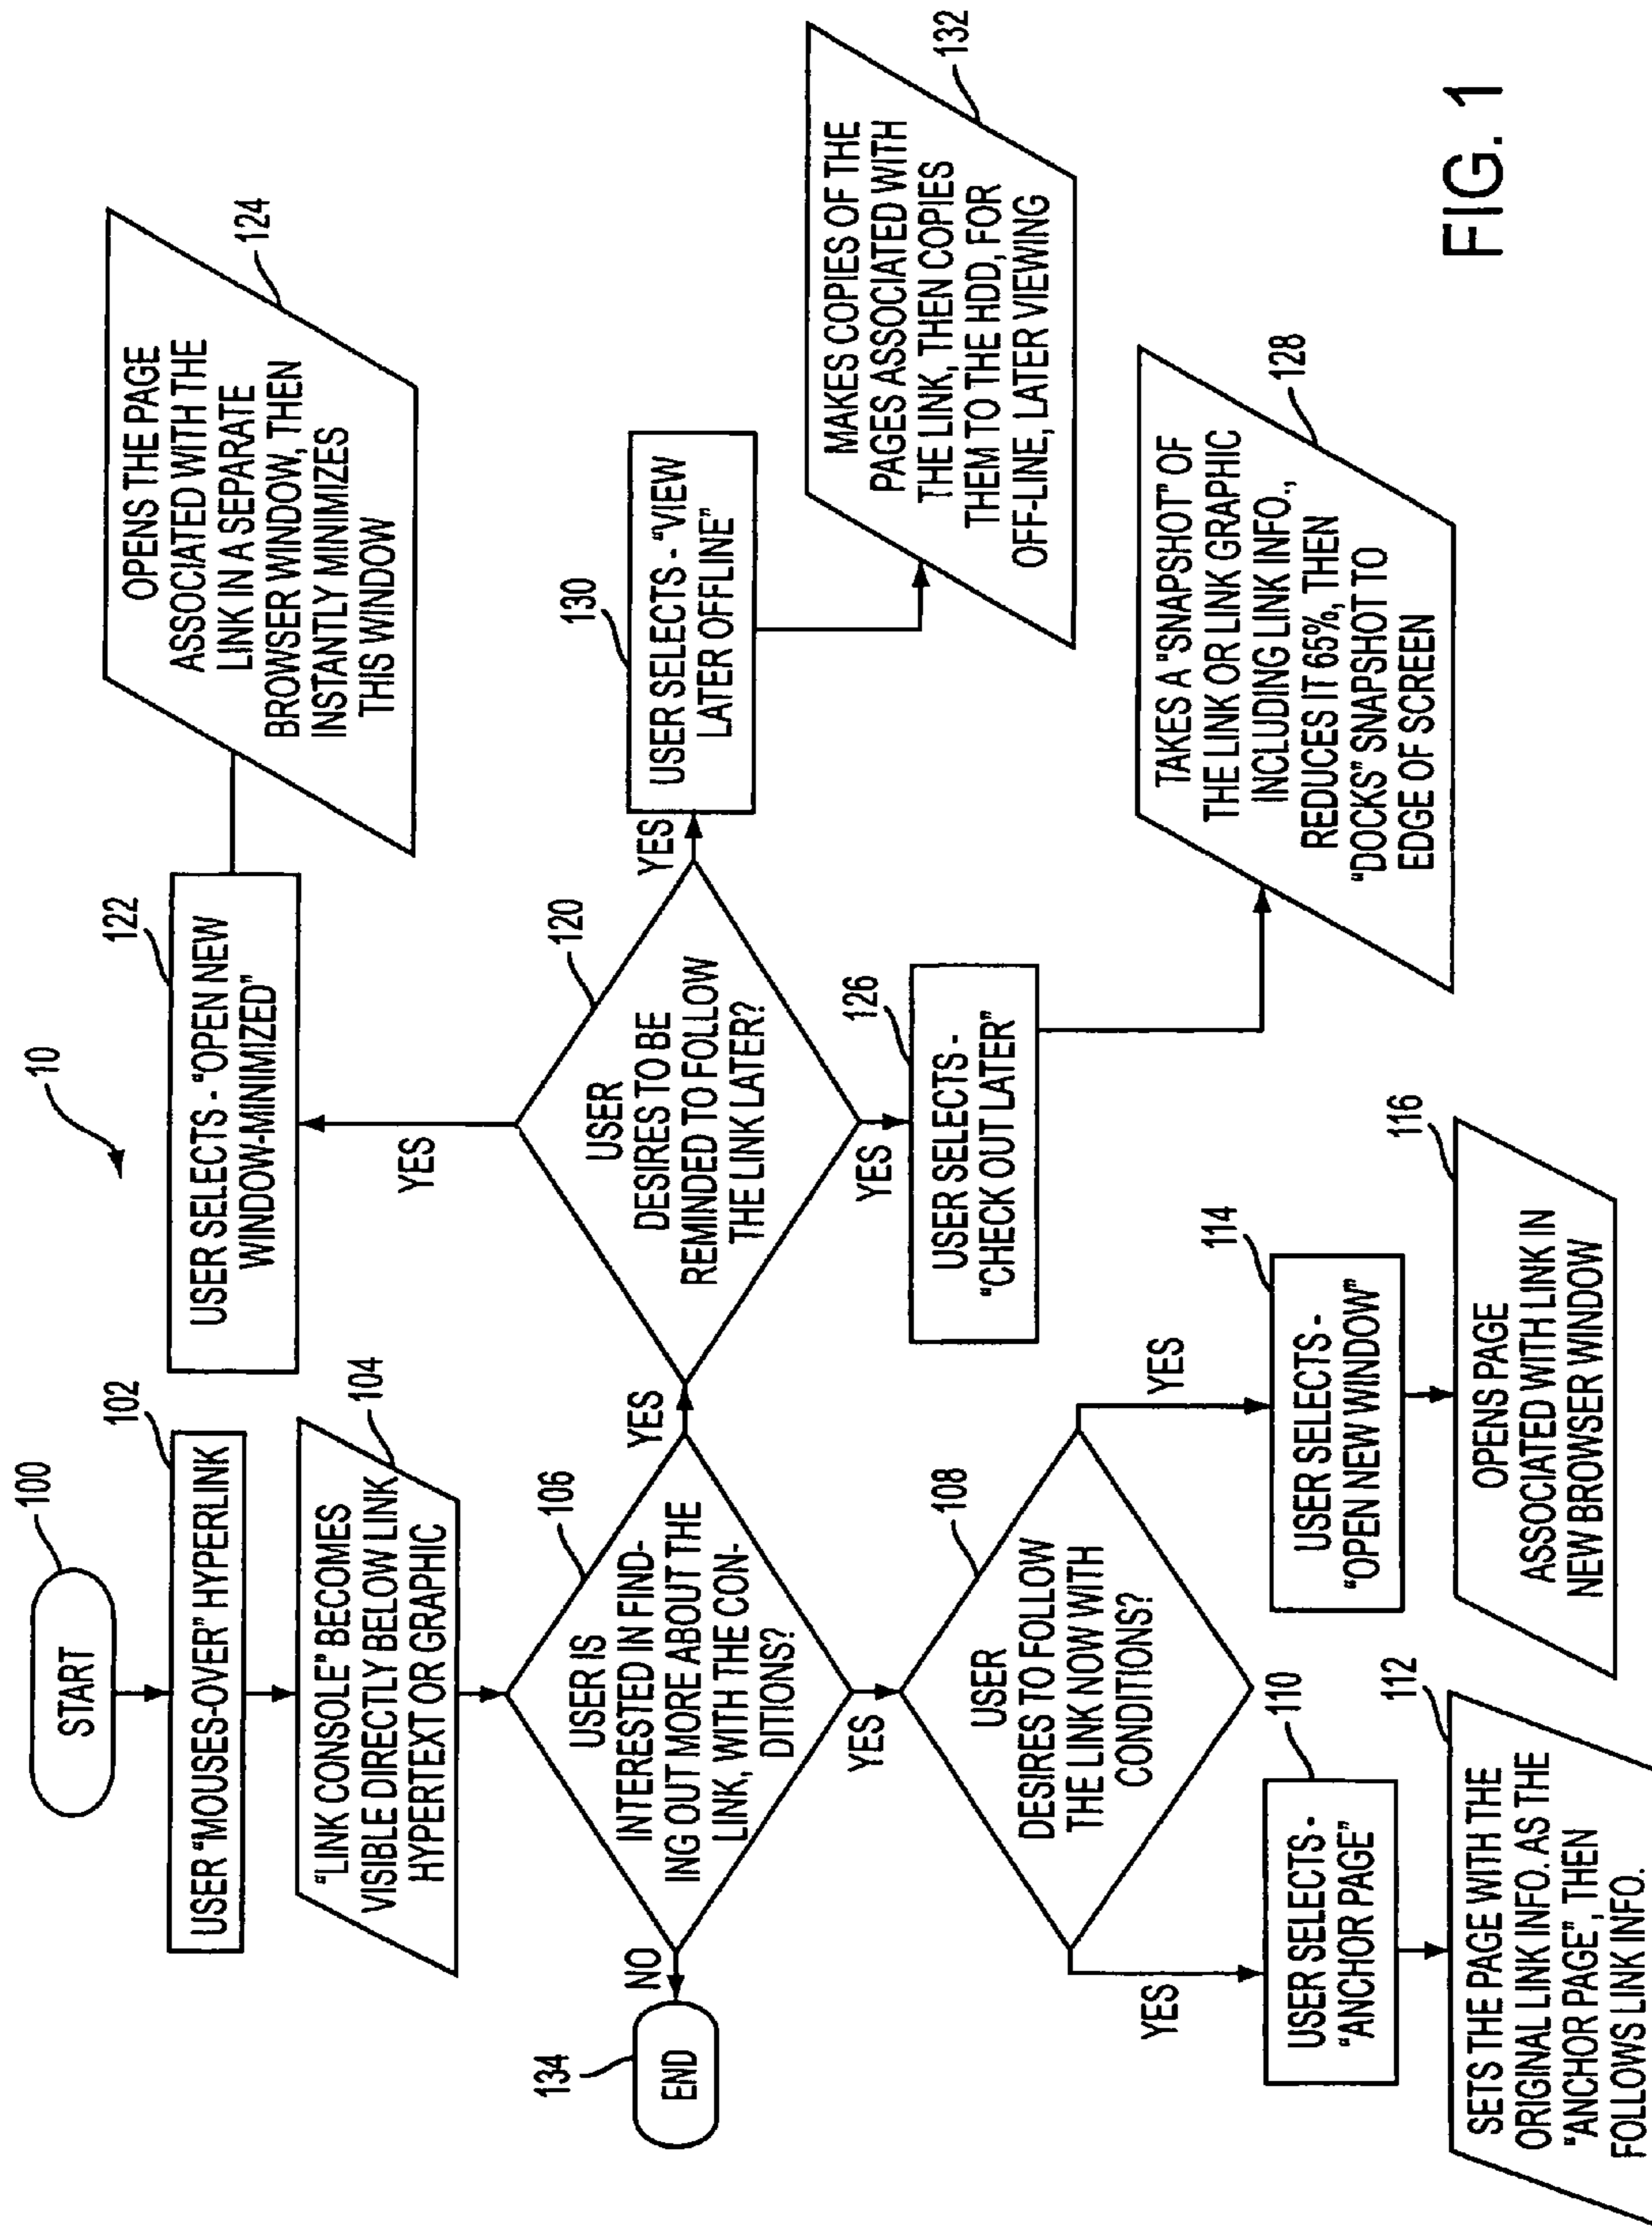 10
100
START
102
USER "MOUSES-OVER" HYPERLINK
104
"LINK CONSOLE" BECOMES
VISIBLE DIRECTLY BELOW LINK
HYPERTEXT OR GRAPHIC
106
USER IS
INTERESTED IN FIND-
ING OUT MORE ABOUT THE
LINK, WITH THE CON-
DITIONS?
NO
134
END
YES
YES
108
USER
DESIRES TO FOLLOW
THE LINK NOW WITH
CONDITIONS?
YES
110
USER SELECTS -
"ANCHOR PAGE"
112
SETS THE PAGE WITH THE
ORIGINAL LINK INFO. AS THE
"ANCHOR PAGE", THEN
FOLLOWS LINK INFO.
YES
114
USER SELECTS -
"OPEN NEW WINDOW"
116
OPENS PAGE
ASSOCIATED WITH LINK IN
NEW BROWSER WINDOW
120
USER
DESIRES TO BE
REMINDED TO FOLLOW
THE LINK LATER?
YES
122
USER SELECTS - "OPEN NEW
WINDOW-MINIMIZED"
124
OPENS THE PAGE
ASSOCIATED WITH THE
LINK IN A SEPARATE
BROWSER WINDOW, THEN
INSTANTLY MINIMIZES
THIS WINDOW
YES
126
USER SELECTS -
"CHECK OUT LATER"
128
TAKES A "SNAPSHOT" OF
THE LINK OR LINK GRAPHIC
INCLUDING LINK INFO.,
REDUCES IT 65%, THEN
"DOCKS" SNAPSHOT TO
EDGE OF SCREEN
YES
130
USER SELECTS - "VIEW
LATER OFFLINE"
132
MAKES COPIES OF THE
PAGES ASSOCIATED WITH
THE LINK, THEN COPIES
THEM TO THE HDD, FOR
OFF-LINE, LATER VIEWING
FIG. 1